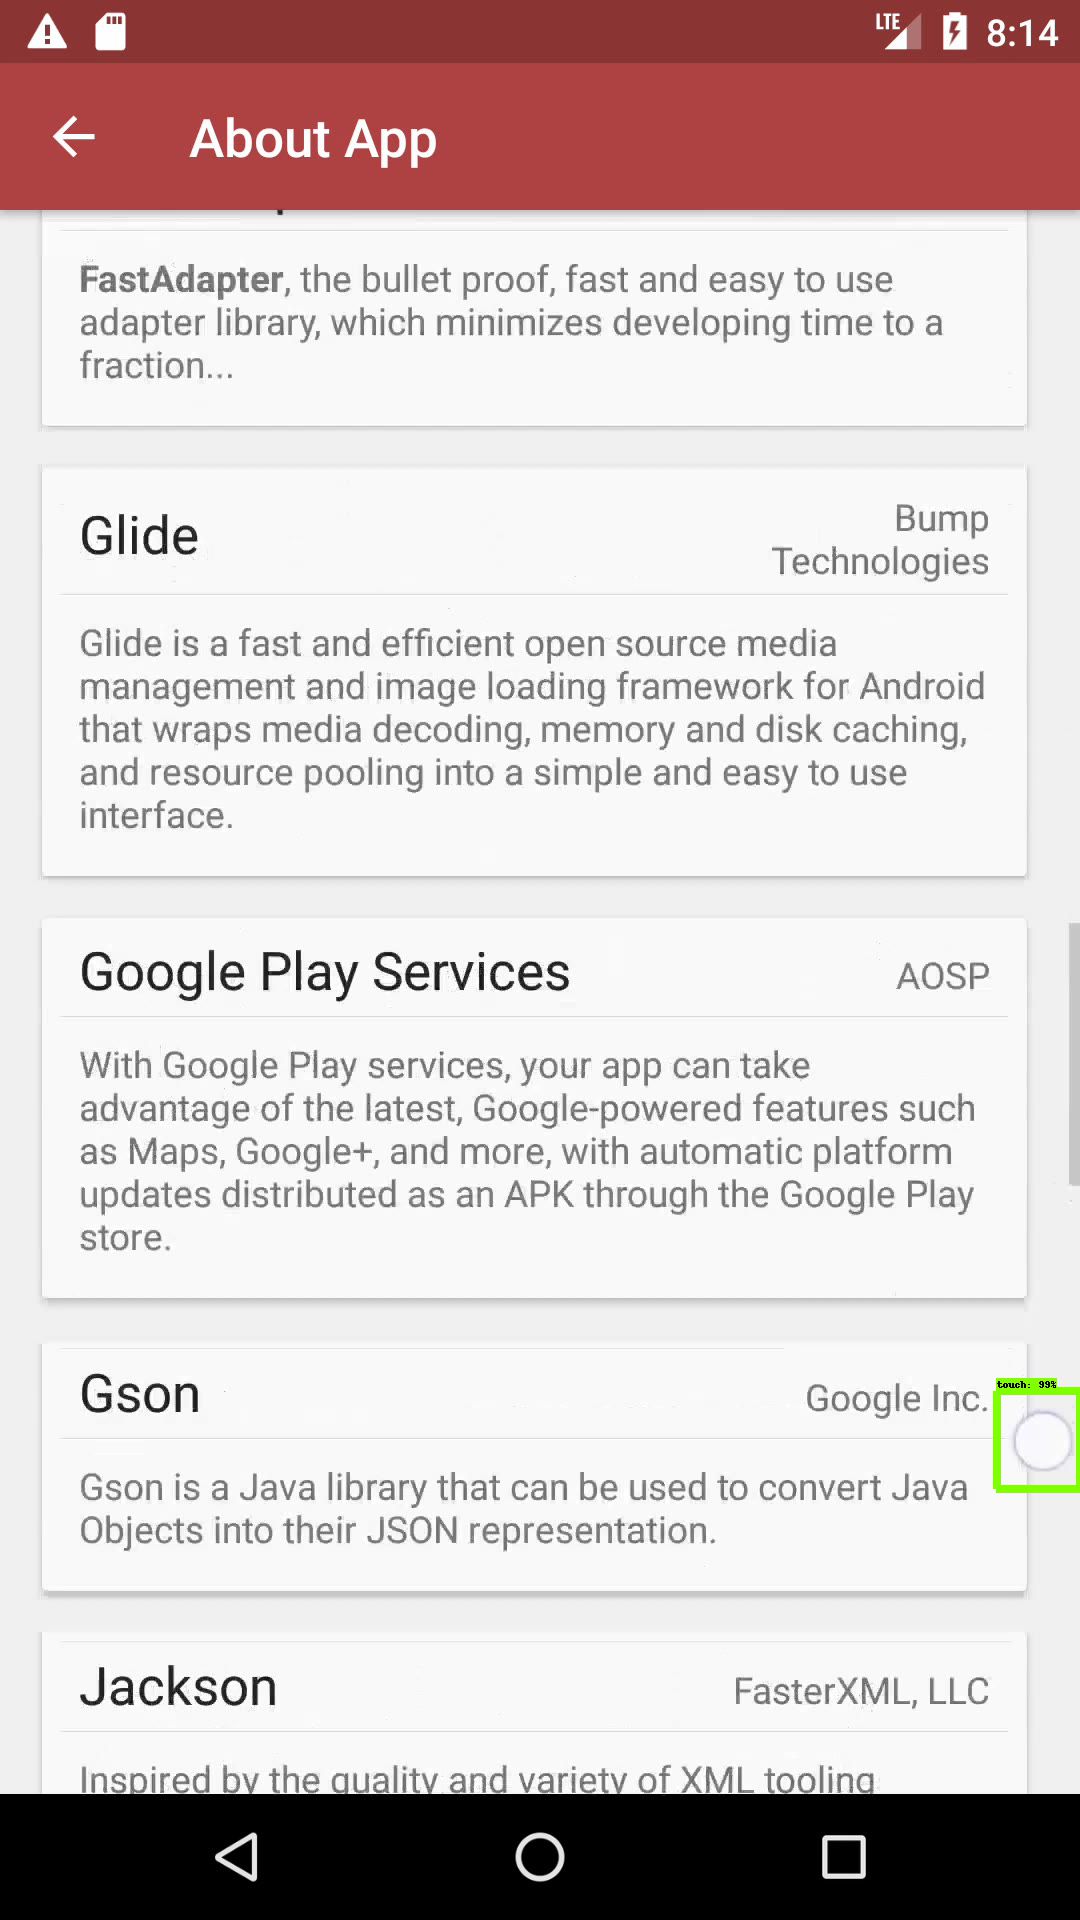 LTE 8:14
About App
FastAdapter, the bullet proof, fast and easy to use
adapter library, which minimizes developing time to a
fraction...
Glide
Bump
Technologies
Glide is a fast and efficient open source media
management and image loading framework for Android
that wraps media decoding, memory and disk caching,
and resource pooling into a simple and easy to use
interface.
Google Play Services AOSP
With Google Play services, your app can take
advantage of the latest, Google-powered features such
as Maps, Google+, and more, with automatic platform
updates distributed as an APK through the Google Play
store.
touch: 99%
Gson Google Inc.
Gson is a Java library that can be used to convert Java
Objects into their JSON representation.
Jackson FasterXML, LLC
Inspired by the quality and variety of XML tooling